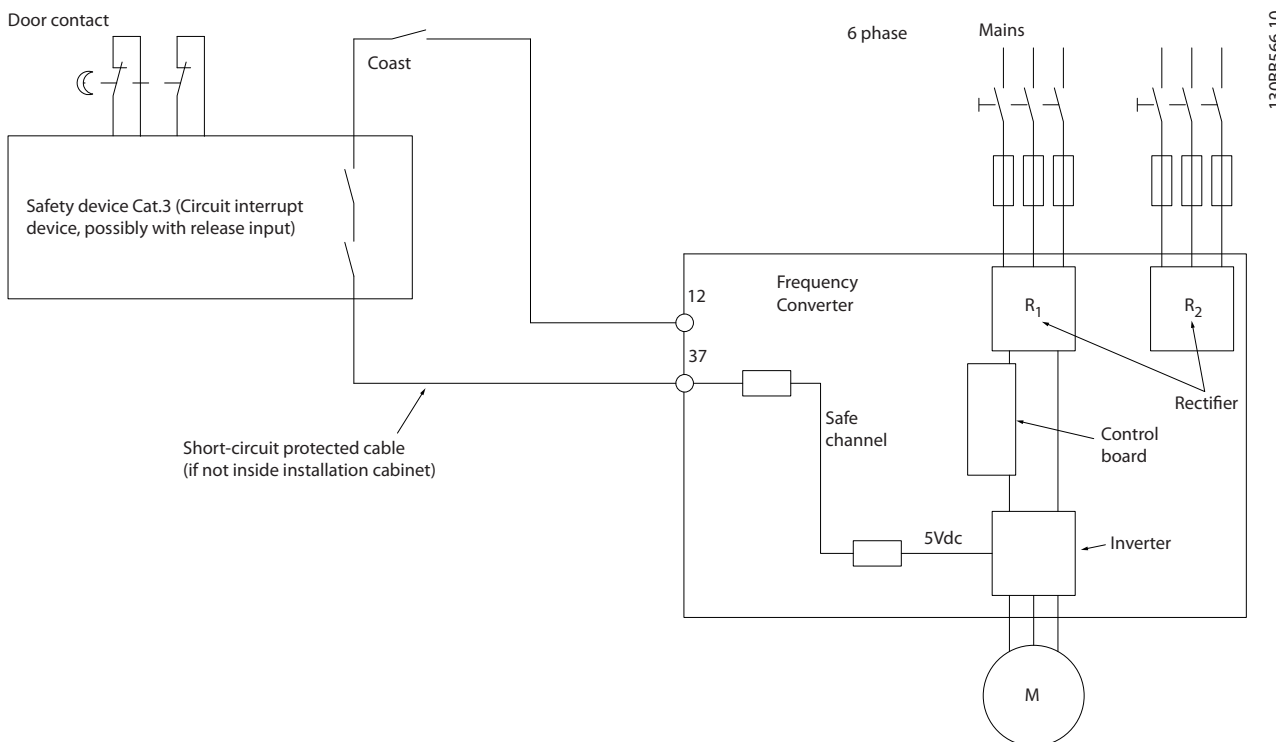 Door contact
Coast
6 phase
Mains
130BB566.10
Safety device Cat.3 (Circuit interrupt
device, possibly with release input)
12
Frequency
Converter
R1
R2
37
Safe
channel
Rectifier
Control
board
Short-circuit protected cable
(if not inside installation cabinet)
5Vdc
Inverter
M